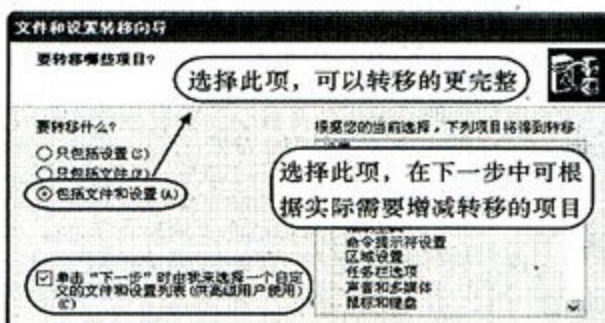 文件和设置转移向导
要转移哪些项目?
选择此项，可以转移的更完整
要转移什么?
根据您的当前选择，下列项目将得到转移
只包括设置(S)
只包括文件(F)
包括文件和设置(A)
选择此项，在下一步中可根
据实际需要增减转移的项目
命令提示符设置
区域设置
任务栏选项
声音和多媒体
鼠标和键盘
单击“下一步”时由我来选择一个自定
义的文件和设置列表(供高级用户使用)
(C)